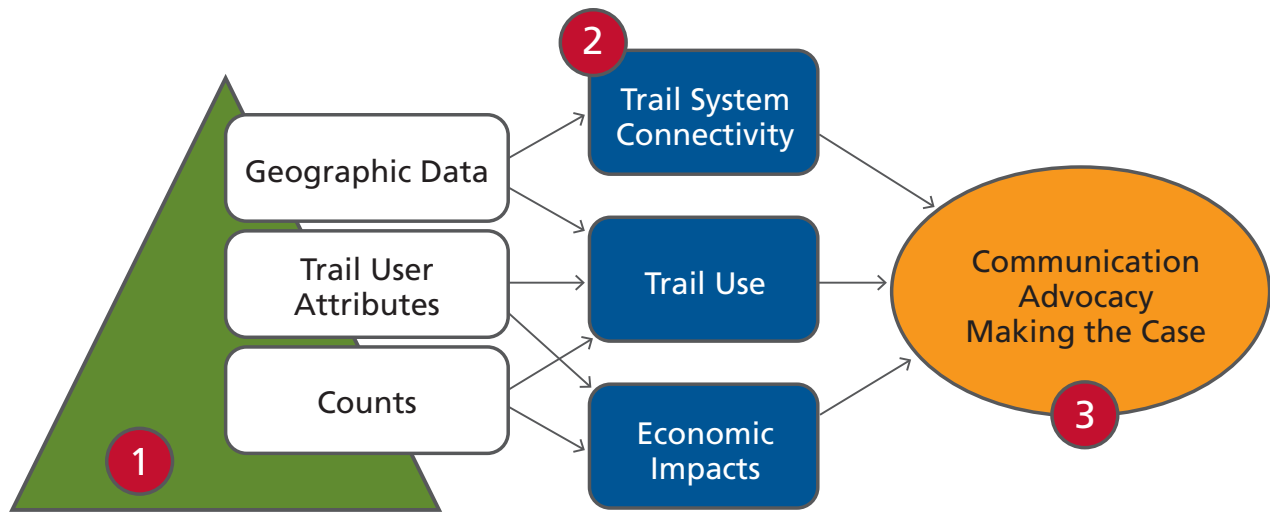 2
Trail System
Connectivity
Geographic Data
Trail User
Attributes
Trail Use
Communication
Advocacy
Making the Case
Counts
Economic
Impacts
1
3